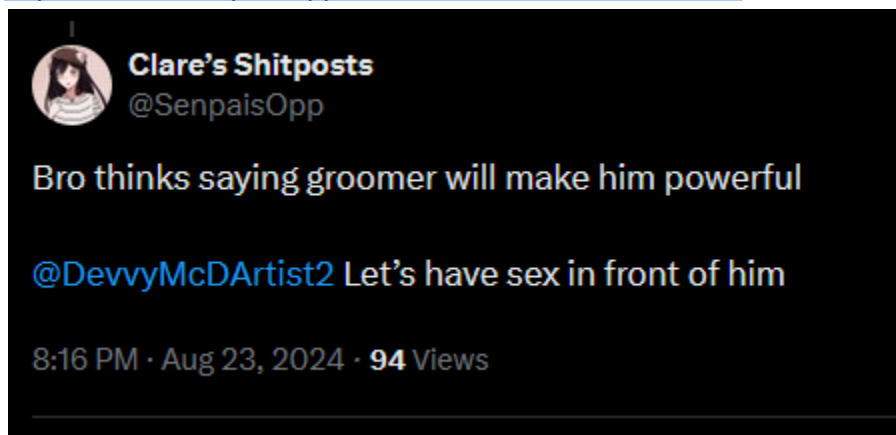 Clare’s Shitposts
@SenpaisOpp
Bro thinks saying groomer will make him powerful
@DevvyMcDArtist2 Let’s have sex in front of him
8:16 PM · Aug 23, 2024 · 94 Views